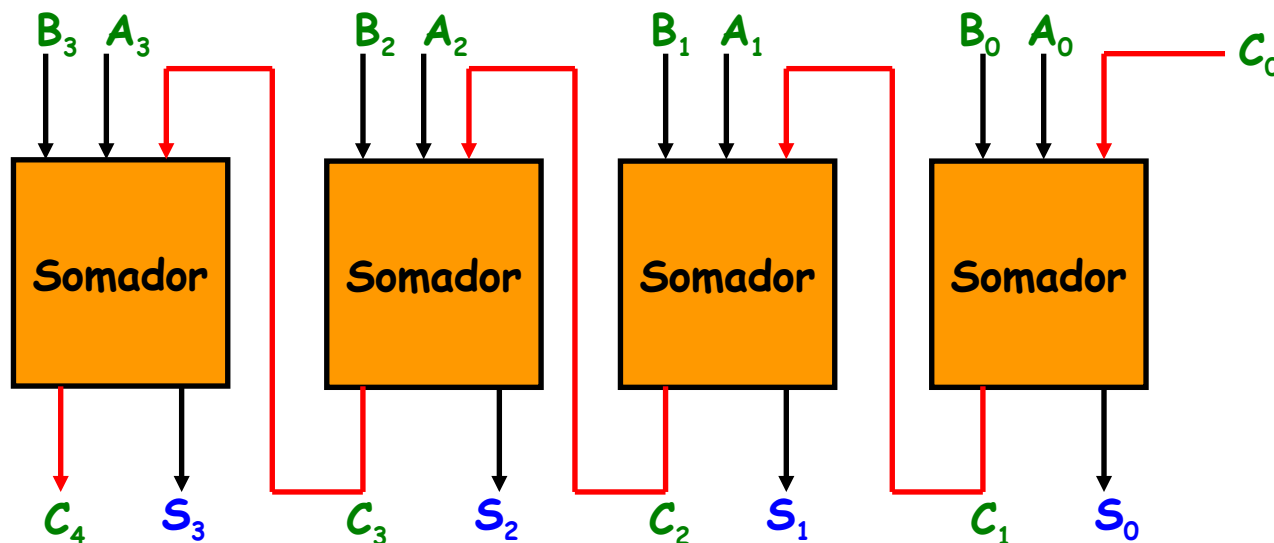 B₃ A₃ B₂ A₂ B₁ A₁ B₀ A₀ C₀
Somador Somador Somador Somador
C₄ S₃ C₃ S₂ C₂ S₁ C₁ S₀